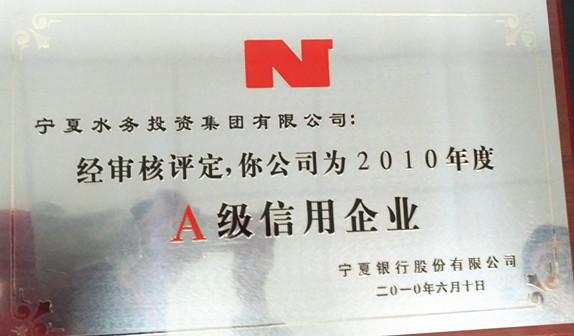 宁夏水务投资集团有限公司:
经审核评定,你公司为2010年度
A级信用企业
宁夏银行股份有限公司
二〇一〇年六月十日